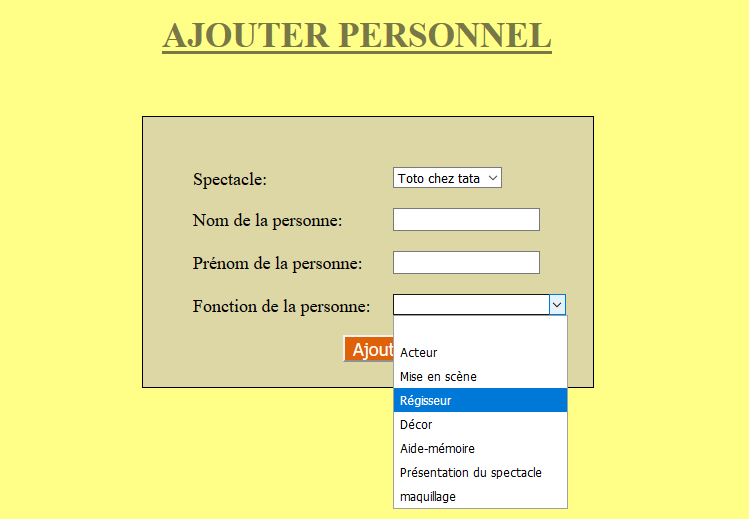 AJOUTER PERSONNEL
Spectacle: Toto chez tata
Nom de la personne:
Prénom de la personne:
Fonction de la personne:
Acteur
Mise en scène
Régisseur
Décor
Aide-mémoire
Présentation du spectacle
maquillage